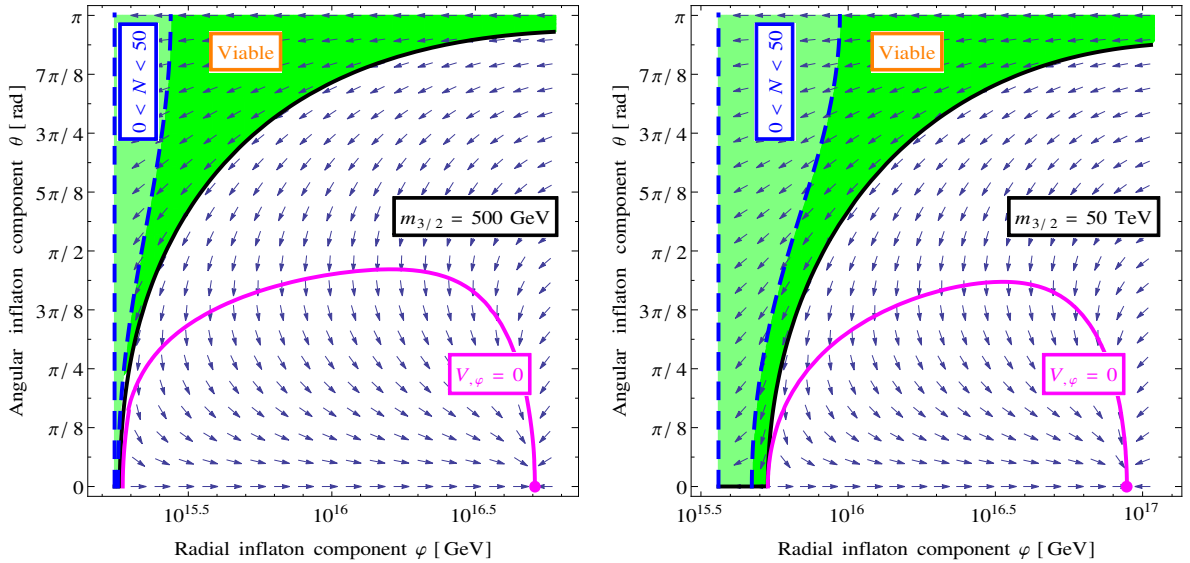 π
7π/8
3π/4
5π/8
π/2
3π/8
π/4
π/8
0
Angular inflaton component θ [rad]
0 < N < 50
Viable
m3/2 = 500 GeV
V,φ = 0
10^15.5
10^16
10^16.5
Radial inflaton component φ [GeV]
π
7π/8
3π/4
5π/8
π/2
3π/8
π/4
π/8
0
Angular inflaton component θ [rad]
0 < N < 50
Viable
m3/2 = 50 TeV
V,φ = 0
10^15.5
10^16
10^16.5
10^17
Radial inflaton component φ [GeV]